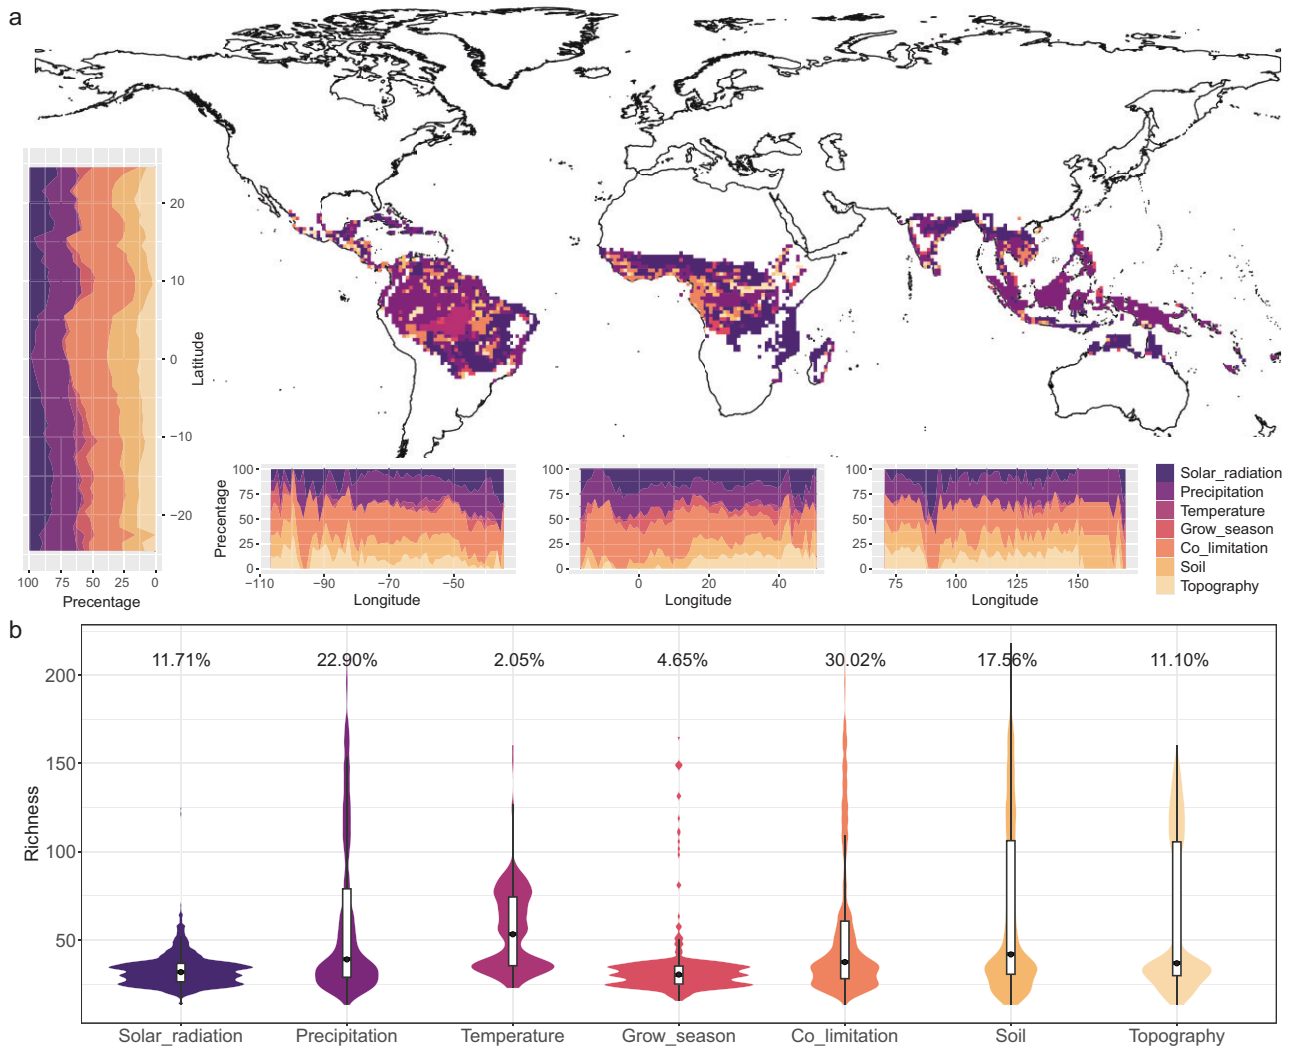 a
20
10
0
−10
−20
Latitude
100 75 50 25 0
Precentage
100
75
50
25
0
Precentage
−110 −90 −70 −50
Longitude
100
75
50
25
0
0 20 40
Longitude
100
75
50
25
0
75 100 125 150
Longitude
Solar_radiation
Precipitation
Temperature
Grow_season
Co_limitation
Soil
Topography
b
11.71% 22.90% 2.05% 4.65% 30.02% 17.56% 11.10%
200
150
100
50
Richness
Solar_radiation Precipitation Temperature Grow_season Co_limitation Soil Topography